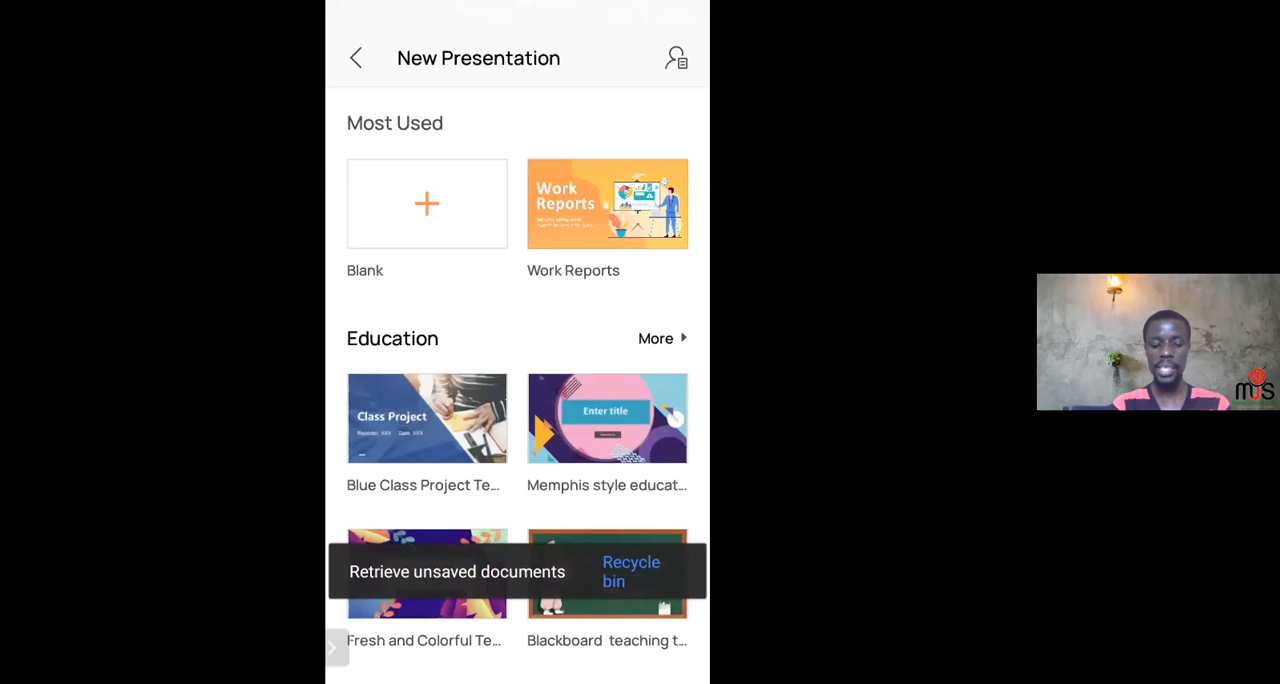 New Presentation
Most Used
Work
Reports
Blank
Work Reports
Education
More
Class Project
Enter title
Blue Class Project Te...
Memphis style educat...
Retrieve unsaved documents
Recycle
bin
Fresh and Colorful Te...
Blackboard teaching t...
mus